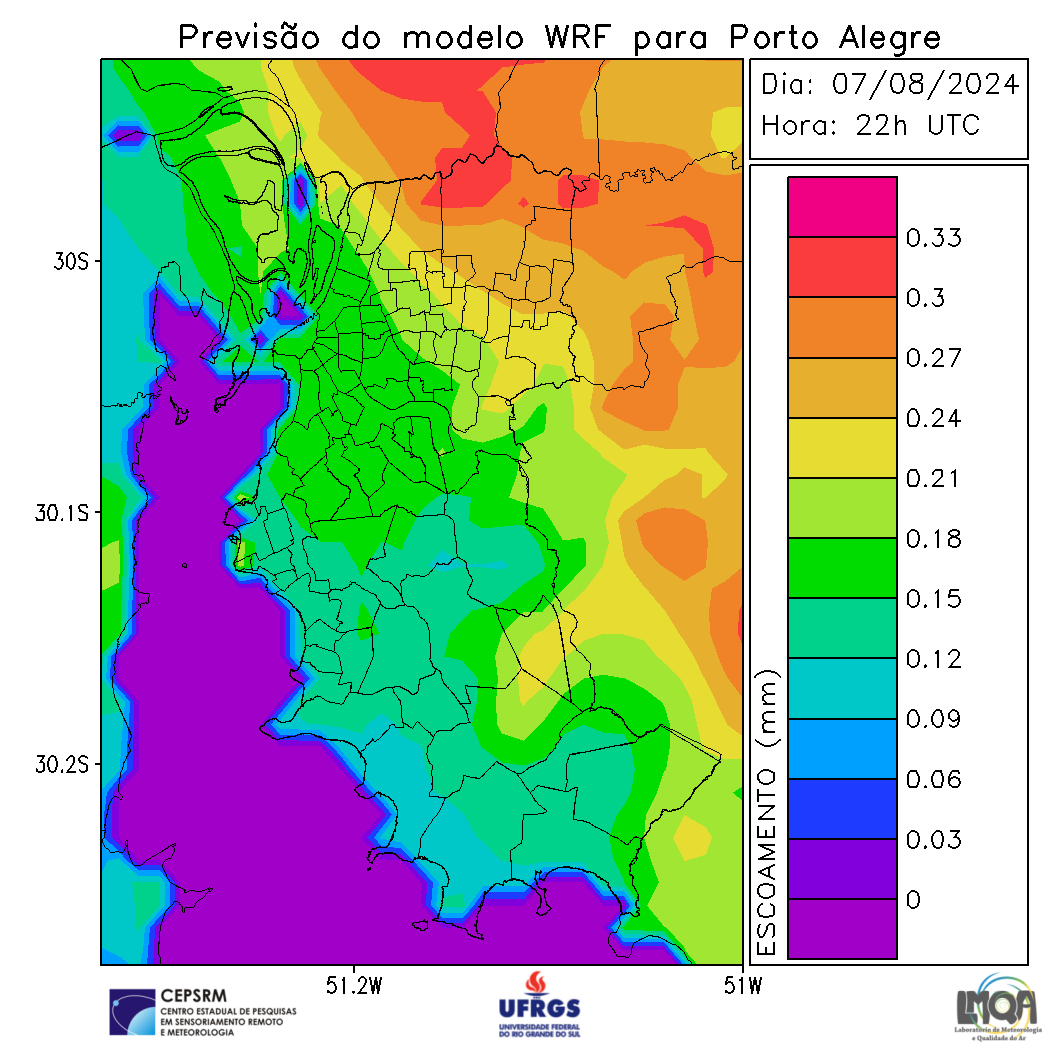 Previsão do modelo WRF para Porto Alegre
Dia: 07/08/2024
Hora: 22h UTC
30S
30.1S
30.2S
51.2W
51W
ESCOAMENTO (mm)
0.33
0.3
0.27
0.24
0.21
0.18
0.15
0.12
0.09
0.06
0.03
0
CEPSRM
CENTRO ESTADUAL DE PESQUISAS
EM SENSORIAMENTO REMOTO
E METEOROLOGIA
UFRGS
UNIVERSIDADE FEDERAL
DO RIO GRANDE DO SUL
LMQA
Laboratório de Meteorologia
e Qualidade do Ar